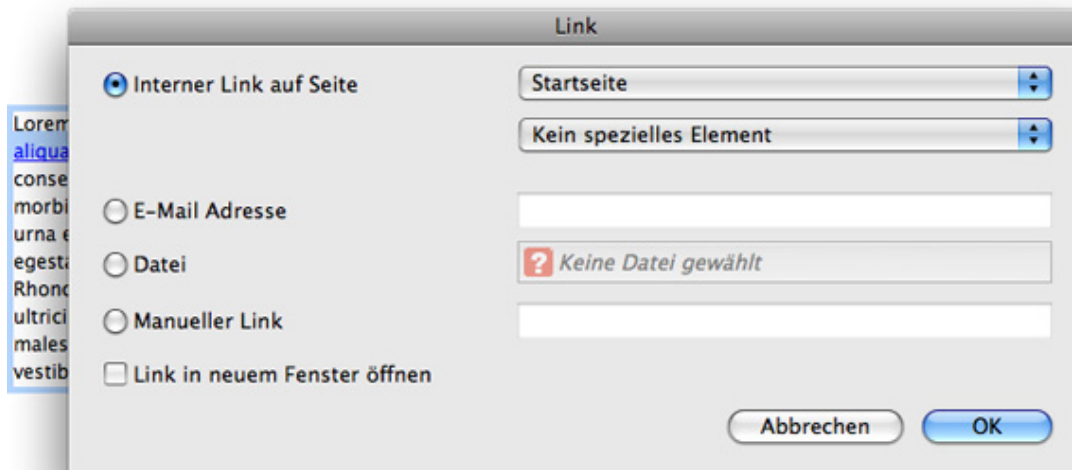 Link
Interner Link auf Seite
Startseite
Kein spezielles Element
E-Mail Adresse
Datei
? Keine Datei gewählt
Manueller Link
Link in neuem Fenster öffnen
Abbrechen
OK
Lorem
aliqua
conse
morbi
urna e
egesta
Rhonc
ultrici
males
vestib